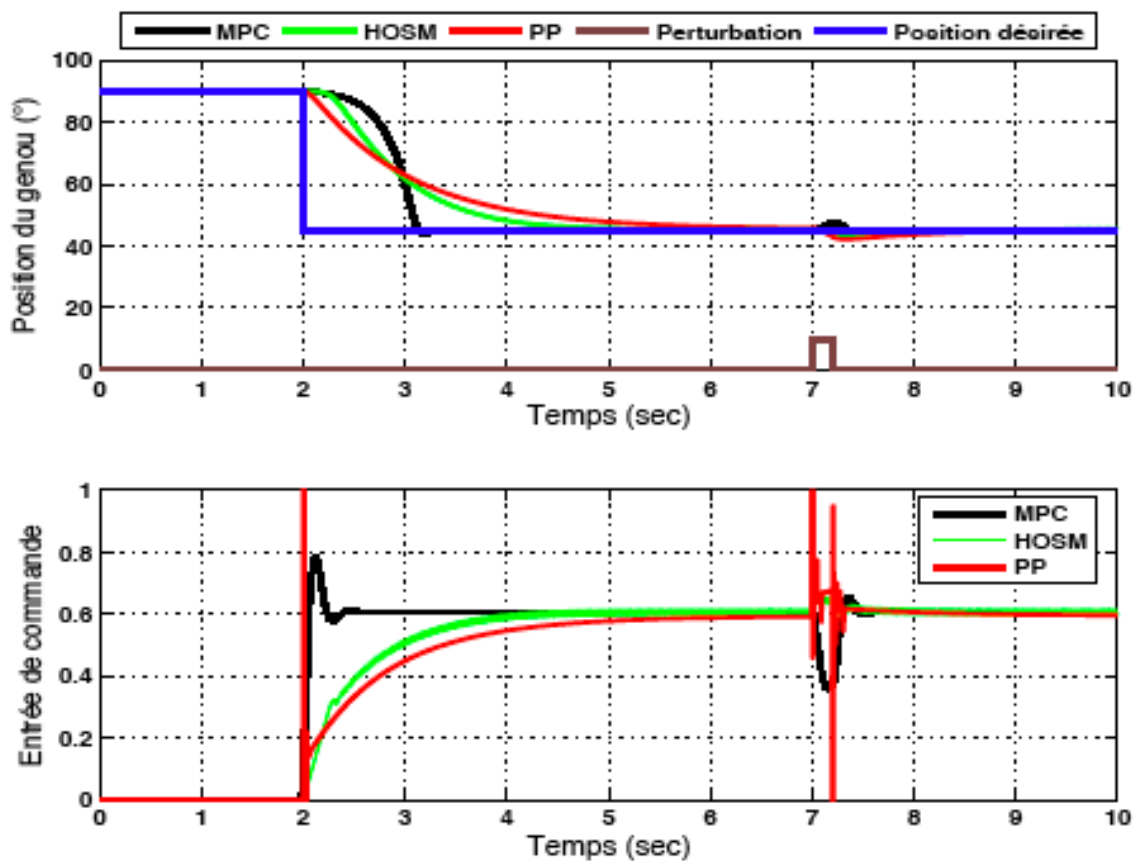 MPC HOSM PP Perturbation Position désirée
100
80
60
40
20
0
Position du genou (°)
0 1 2 3 4 5 6 7 8 9 10
Temps (sec)
1
0.8
0.6
0.4
0.2
0
Entrée de commande
MPC
HOSM
PP
0 1 2 3 4 5 6 7 8 9 10
Temps (sec)